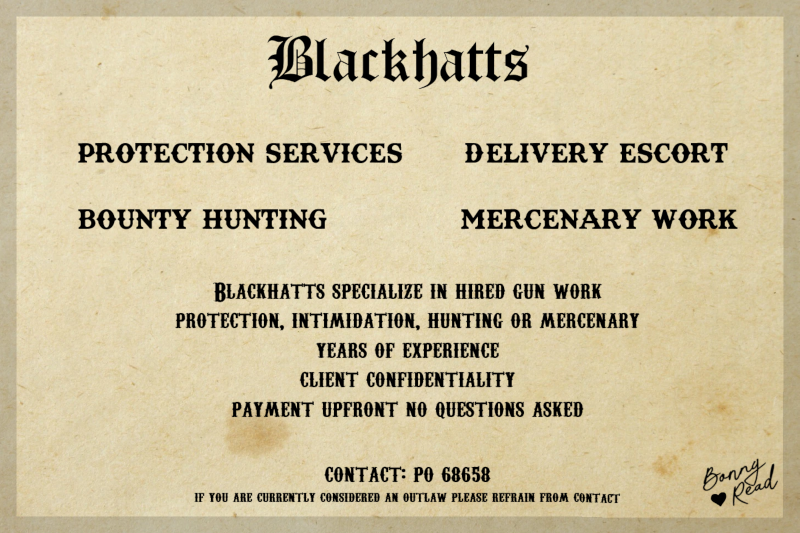 Blackhatts
PROTECTION SERVICES DELIVERY ESCORT
BOUNTY HUNTING MERCENARY WORK
BLACKHATTS SPECIALIZE IN HIRED GUN WORK
PROTECTION, INTIMIDATION, HUNTING OR MERCENARY
YEARS OF EXPERIENCE
CLIENT CONFIDENTIALITY
PAYMENT UPFRONT NO QUESTIONS ASKED
CONTACT: PO 68658
IF YOU ARE CURRENTLY CONSIDERED AN OUTLAW PLEASE REFRAIN FROM CONTACT
Bonny
Read